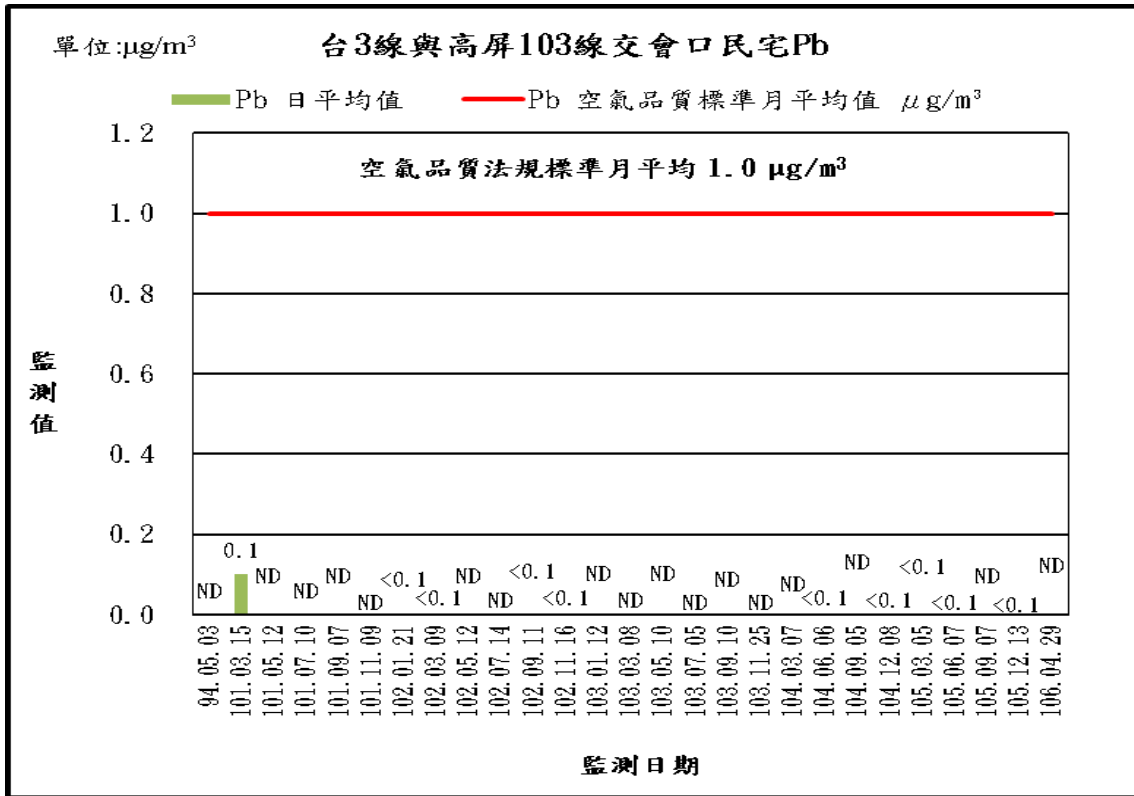 單位:µg/m³
台3線與高屏103線交會口民宅Pb
Pb 日平均值
Pb 空氣品質標準月平均值 μg/m³
空氣品質法規標準月平均 1.0 µg/m³
1.2
1.0
0.8
0.6
0.4
0.2
0.0
監測值
ND
0.1
ND
ND
ND
ND
<0.1
<0.1
ND
ND
<0.1
<0.1
ND
ND
ND
ND
ND
ND
ND
<0.1
ND
<0.1
<0.1
<0.1
ND
<0.1
ND
94.05.03
101.03.15
101.05.12
101.07.10
101.09.07
101.11.09
102.01.21
102.03.09
102.05.12
102.07.14
102.09.11
102.11.16
103.01.12
103.03.08
103.05.10
103.07.05
103.09.10
103.11.25
104.03.07
104.06.06
104.09.05
104.12.08
105.03.05
105.06.07
105.09.07
105.12.13
106.04.29
監測日期